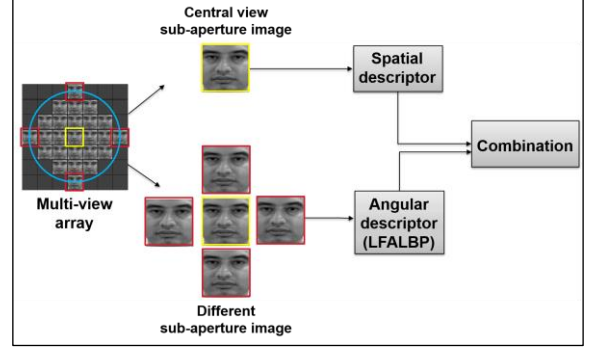 Central view
sub-aperture image
Spatial
descriptor
Combination
Multi-view
array
Angular
descriptor
(LFALBP)
Different
sub-aperture image